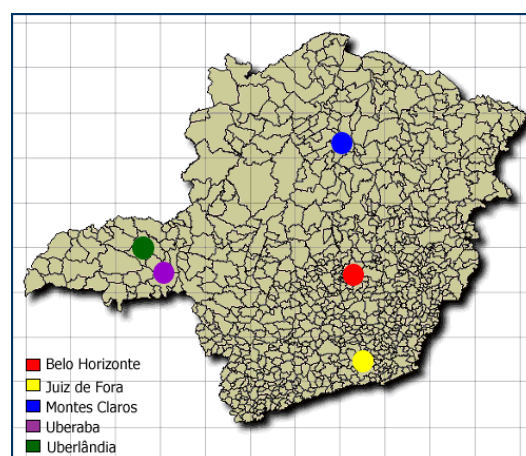 Belo Horizonte
Juiz de Fora
Montes Claros
Uberaba
Uberlândia